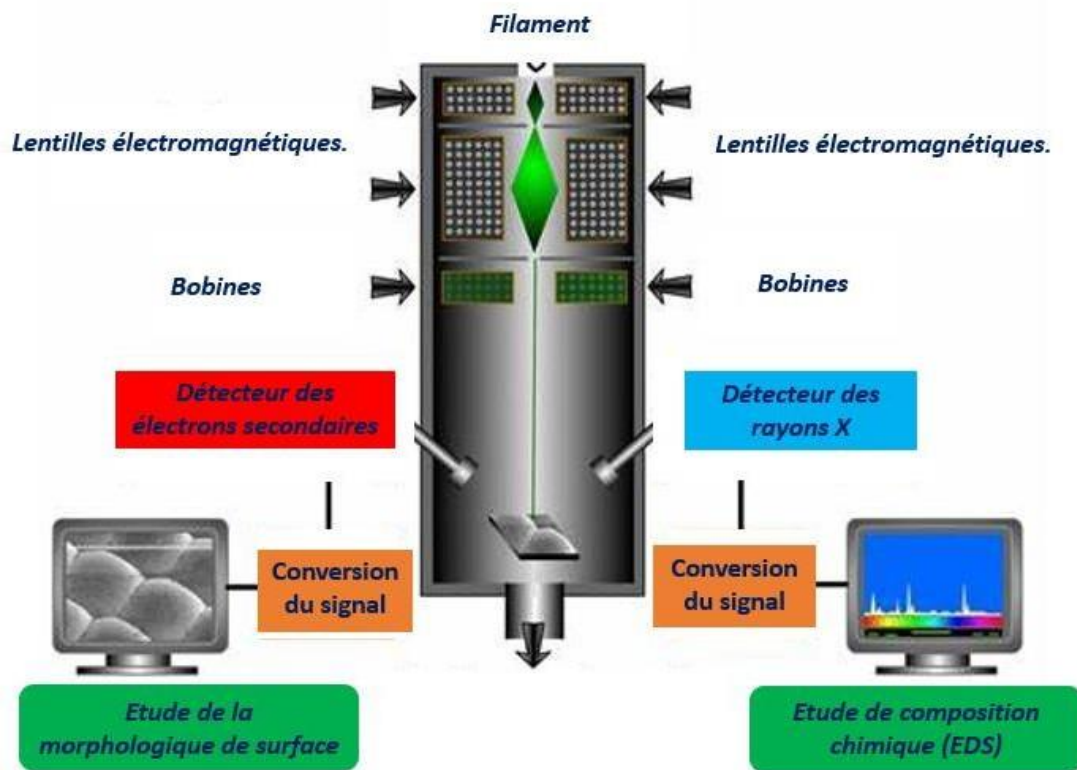 Filament
Lentilles électromagnétiques.
Lentilles électromagnétiques.
Bobines
Bobines
Détecteur des
électrons secondaires
Détecteur des
rayons X
Conversion
du signal
Conversion
du signal
Etude de la
morphologique de surface
Etude de composition
chimique (EDS)